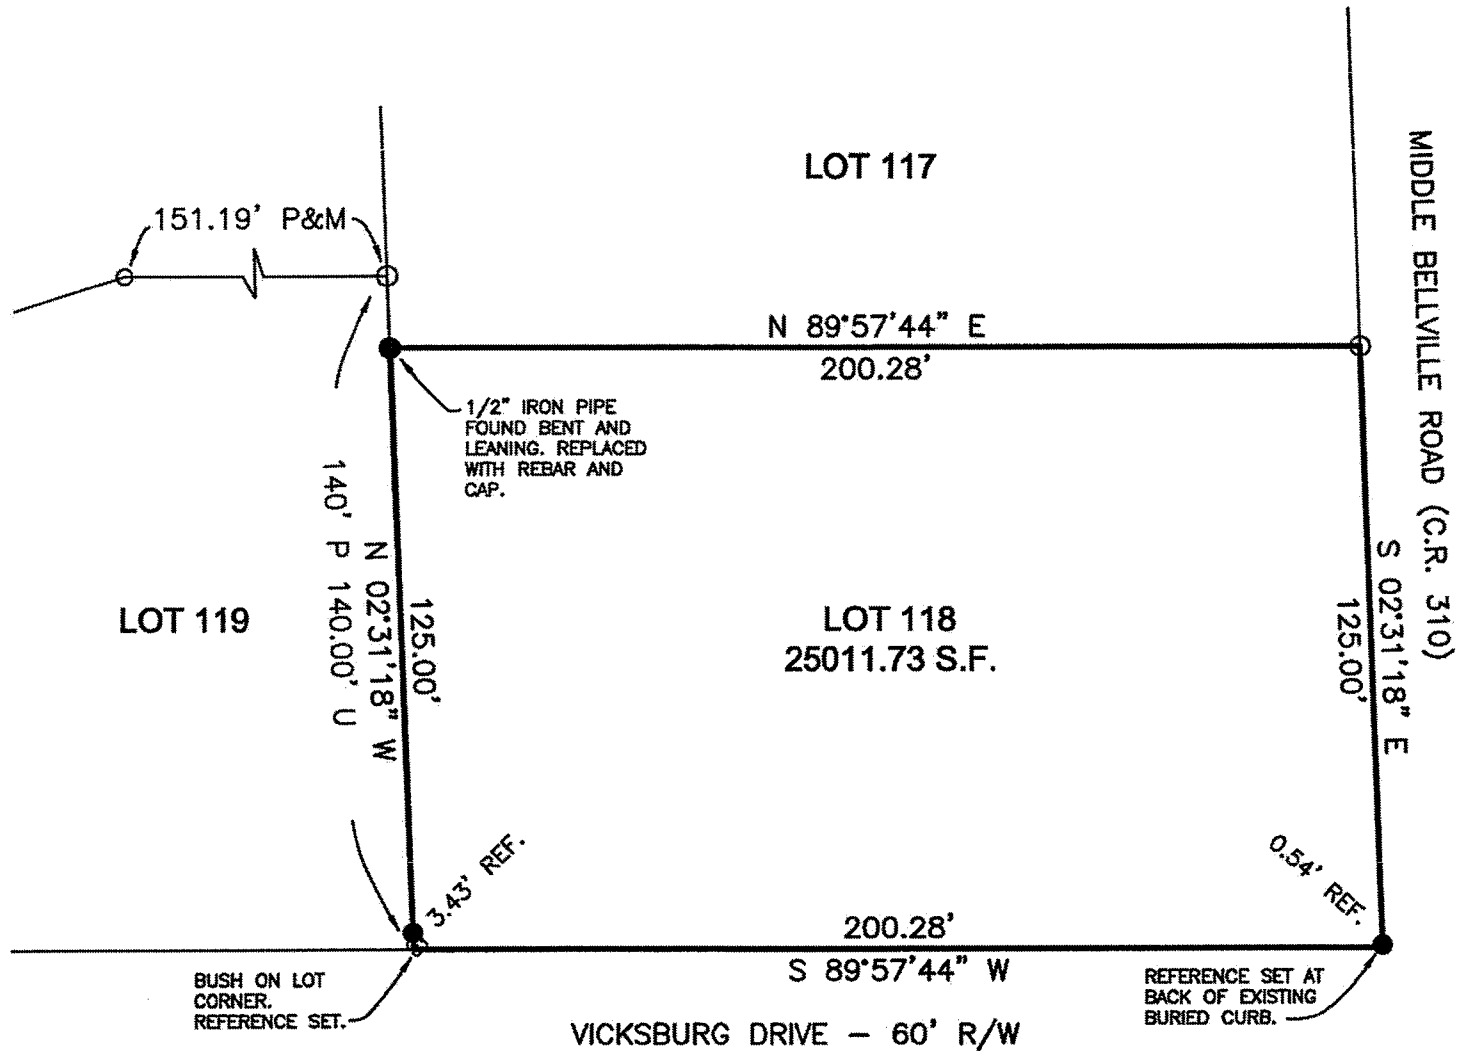 LOT 117
151.19' P&M
MIDDLE BELLVILLE ROAD (C.R. 310)
N 89°57'44" E
200.28'
1/2" IRON PIPE
FOUND BENT AND
LEANING. REPLACED
WITH REBAR AND
CAP.
140' P 140.00' U
N 02°31'18" W
125.00'
LOT 119
LOT 118
25011.73 S.F.
125.00'
S 02°31'18" E
3.43' REF.
0.54' REF.
200.28'
S 89°57'44" W
BUSH ON LOT
CORNER.
REFERENCE SET.
REFERENCE SET AT
BACK OF EXISTING
BURIED CURB.
VICKSBURG DRIVE – 60' R/W